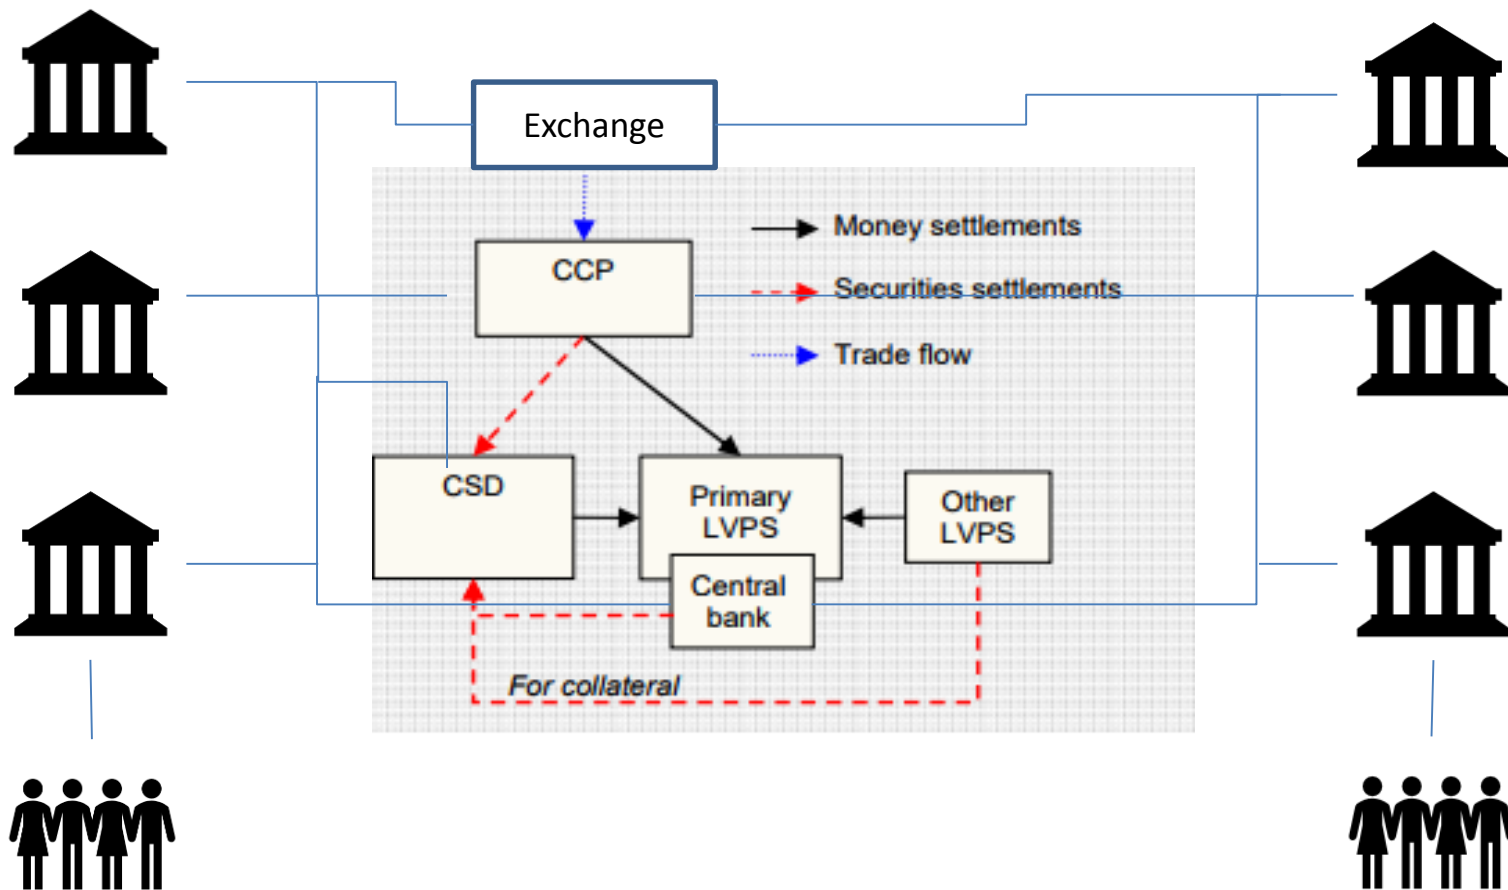 Exchange
CCP
Money settlements
Securities settlements
Trade flow
CSD
Primary
LVPS
Other
LVPS
Central
bank
For collateral